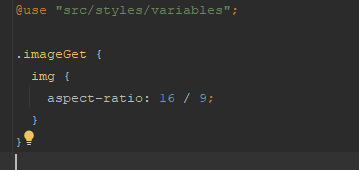 @use "src/styles/variables";
.imageGet {
img {
aspect-ratio: 16 / 9;
}
}